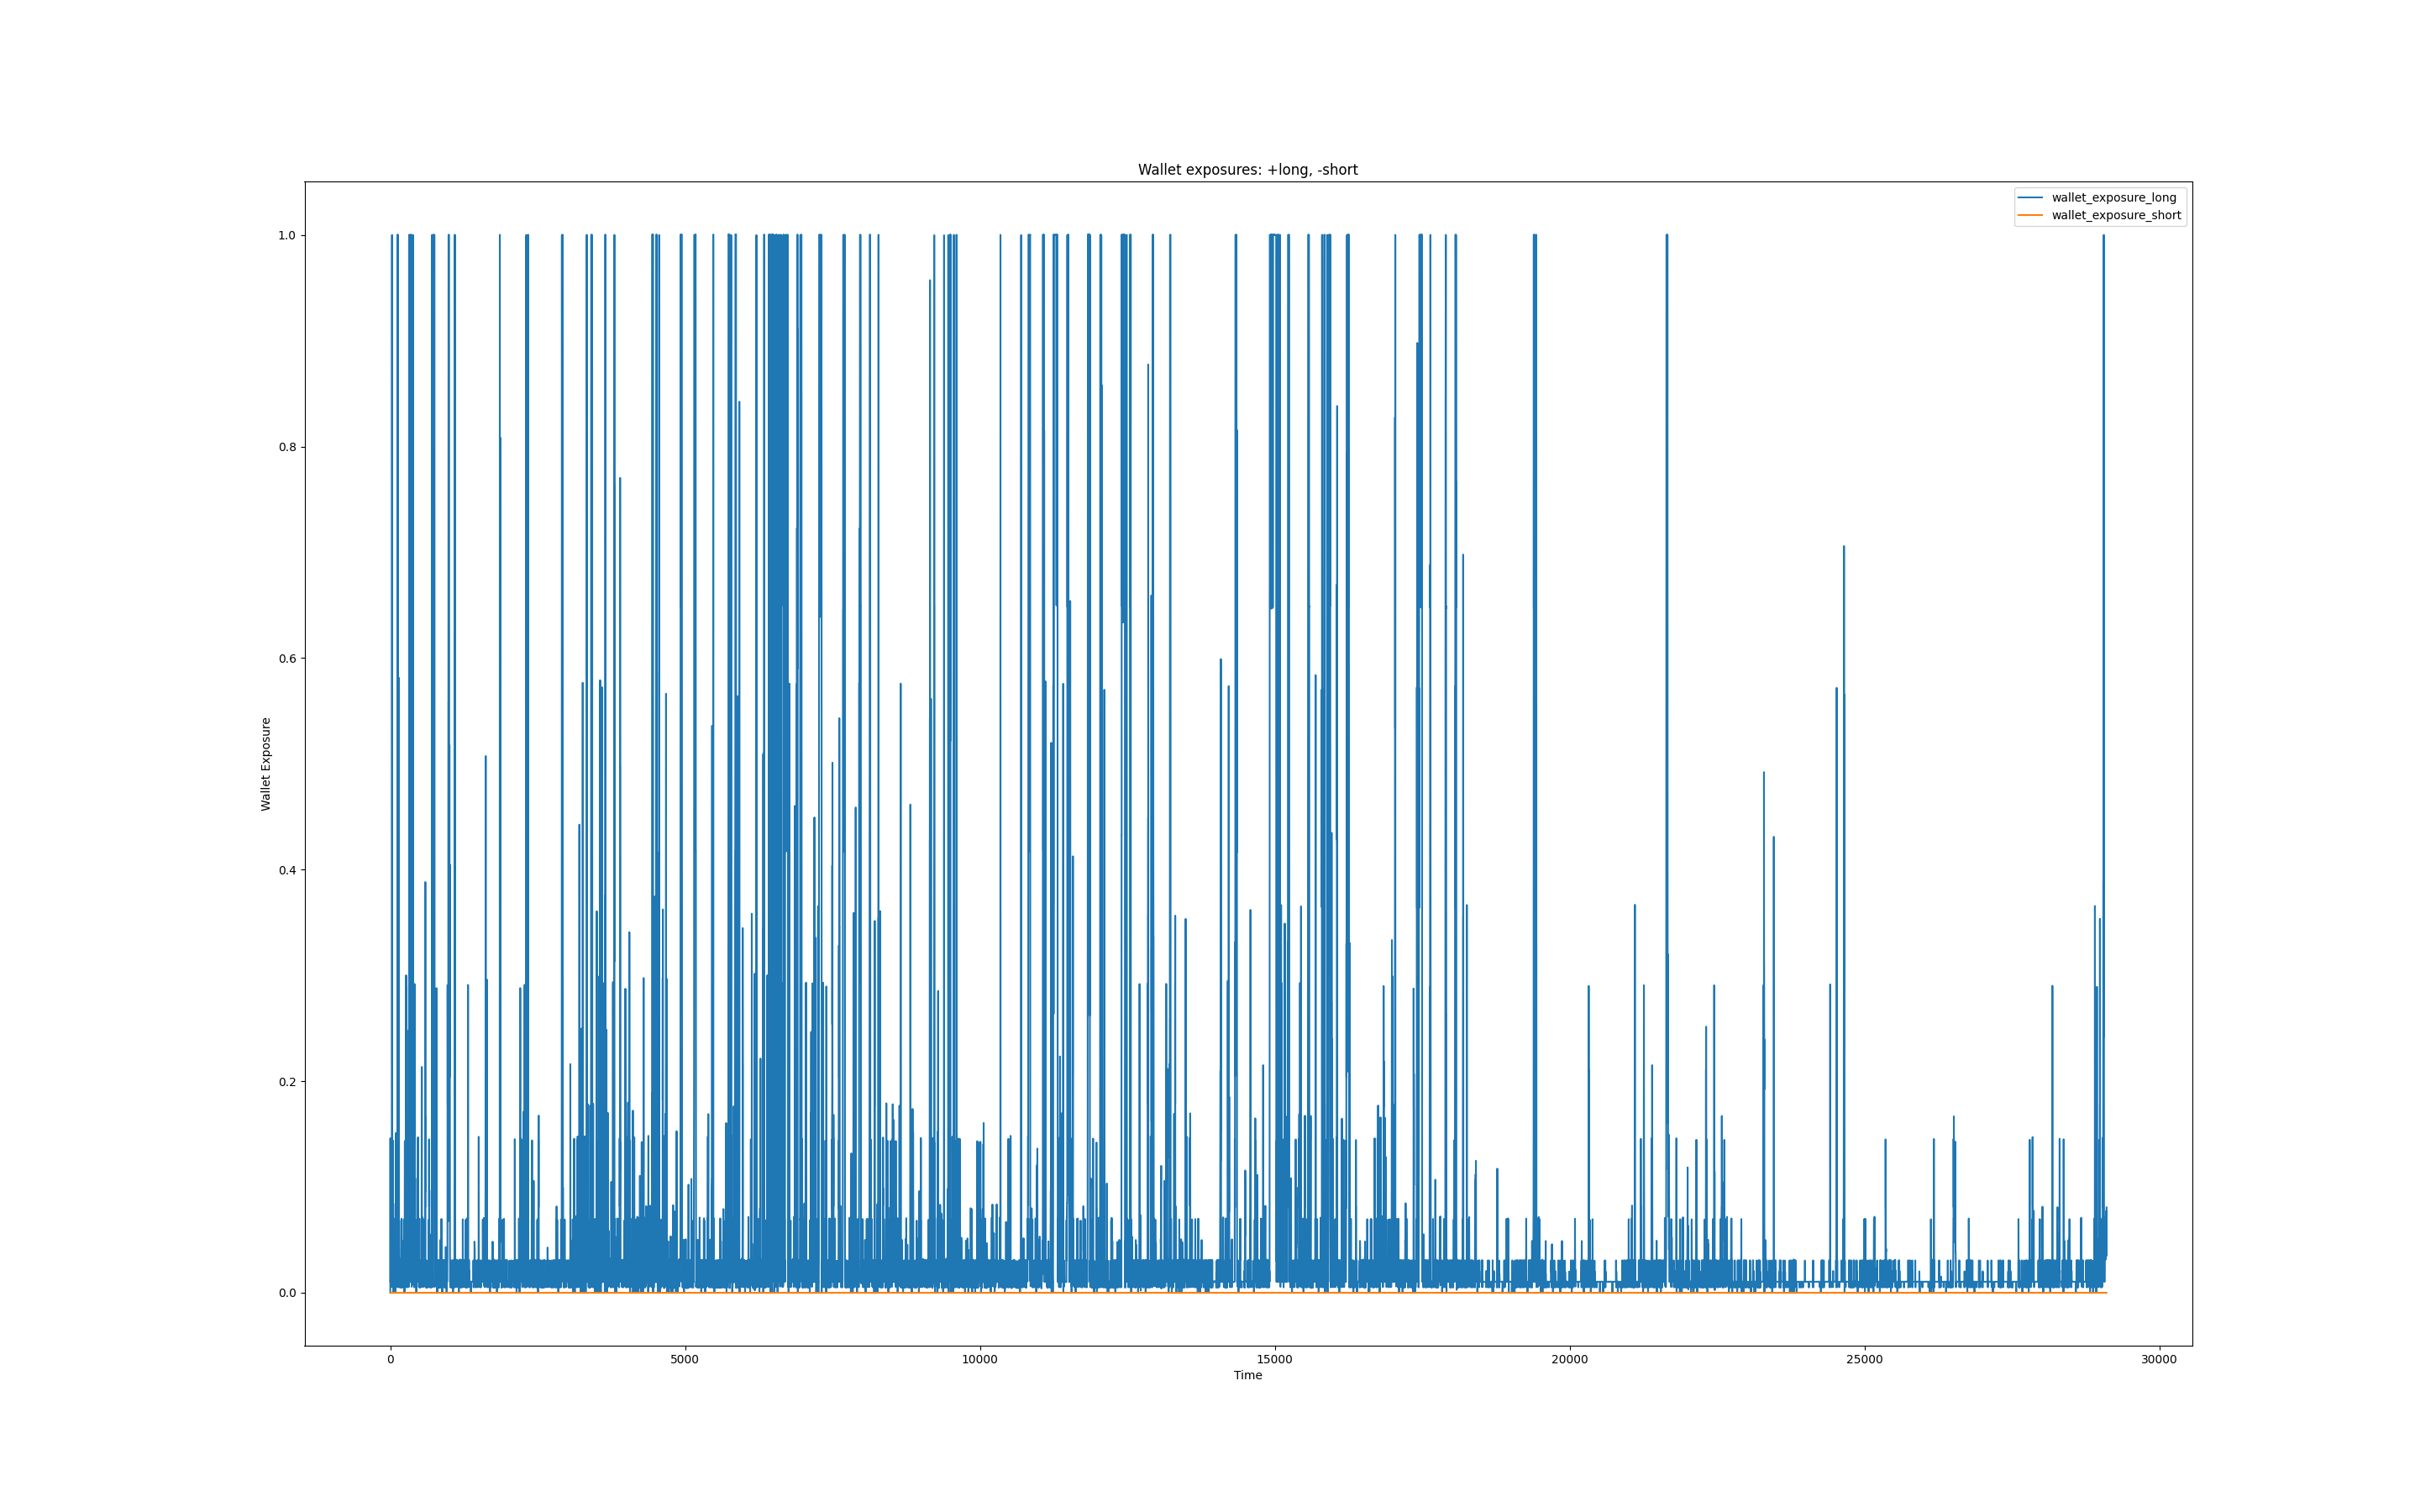 Wallet exposures: +long, -short
wallet_exposure_long
wallet_exposure_short
1.0
0.8
0.6
0.4
0.2
0.0
Wallet Exposure
0 5000 10000 15000 20000 25000 30000
Time